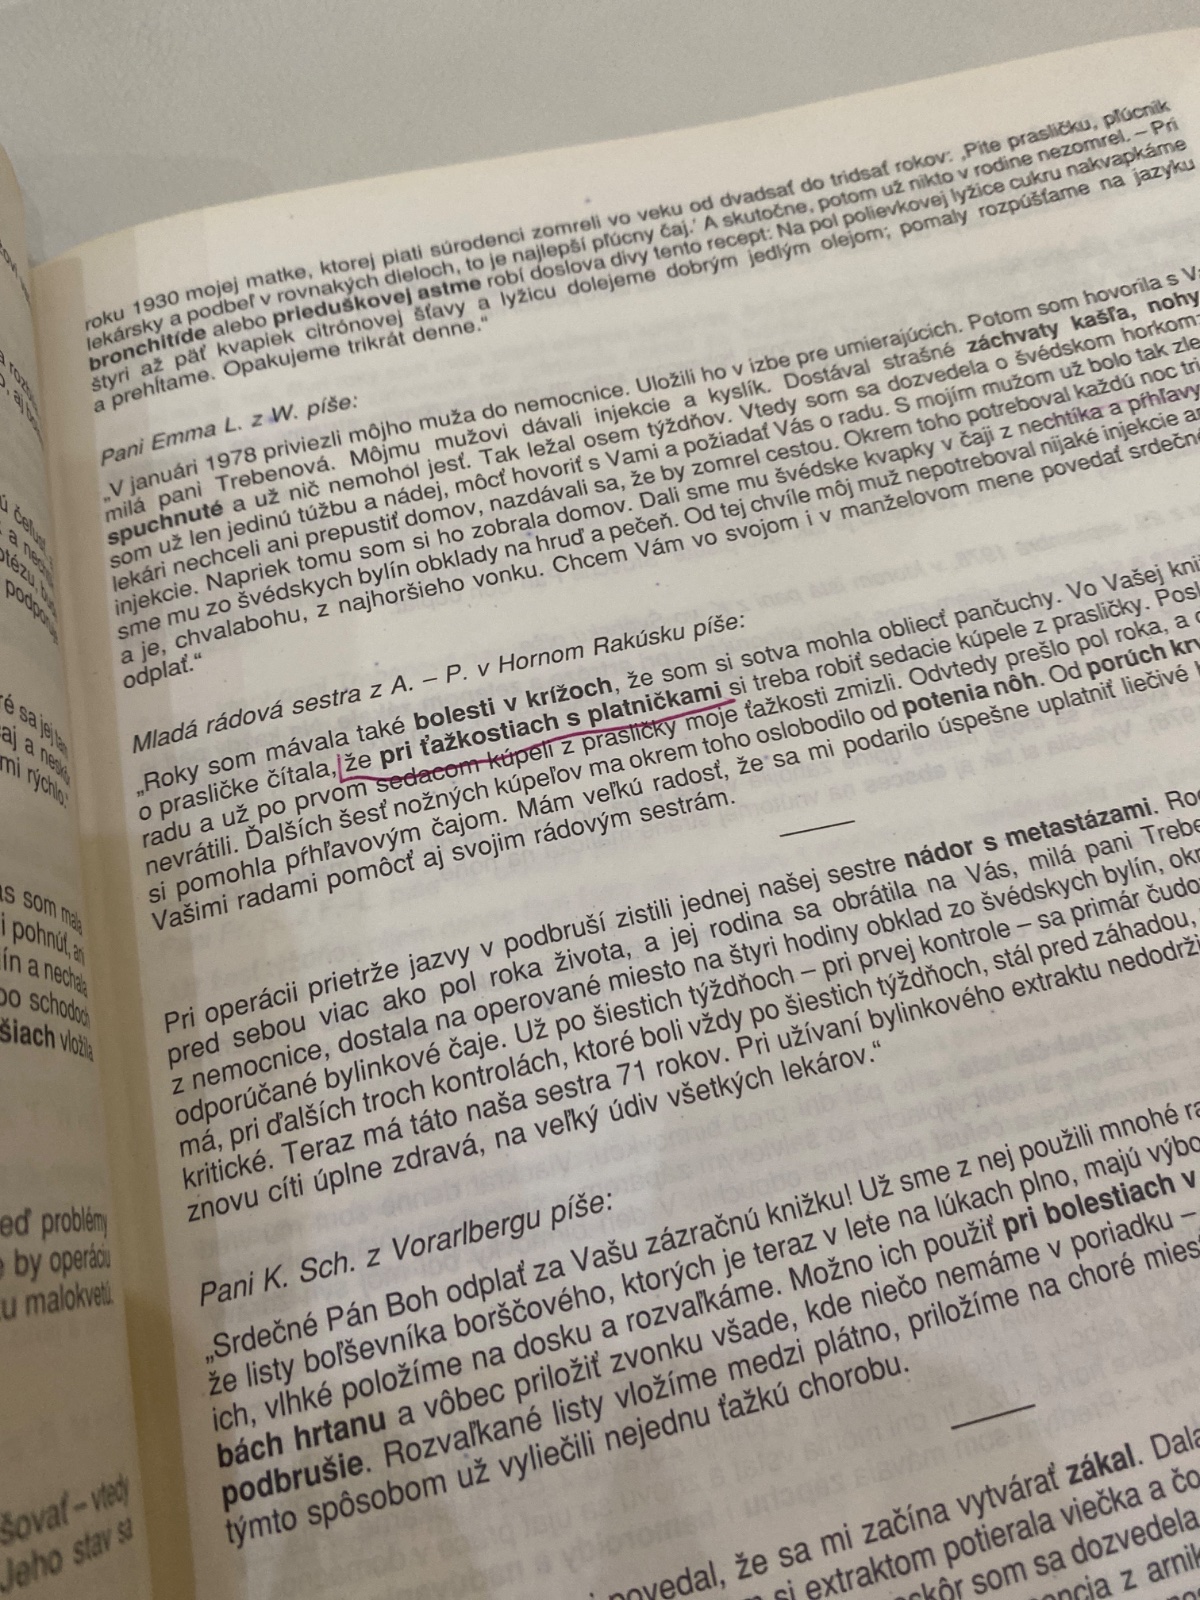 roku 1930 mojej matke, ktorej piati súrodenci zomreli vo veku od dvadsať do tridsať rokov: ‚Pite prasličku, pľúcnik
lekársky a podbeľ v rovnakých dieloch, to je najlepší pľúcny čaj.‘ A skutočne, potom už nikto v rodine nezomrel. – Pri
bronchitíde alebo prieduškovej astme robí doslova divy tento recept: Na pol polievkovej lyžice cukru nakvapkáme
štyri až päť kvapiek citrónovej šťavy a lyžicu dolejeme dobrým jedlým olejom; pomaly rozpúšťame na jazyku
a prehĺtame. Opakujeme trikrát denne.“
Pani Emma L. z W. píše:
„V januári 1978 priviezli môjho muža do nemocnice. Uložili ho v izbe pre umierajúcich. Potom som hovorila s
milá pani Trebenová. Môjmu mužovi dávali injekcie a kyslík. Dostával strašné záchvaty kašľa, nohy
spuchnuté a už nič nemohol jesť. Tak ležal osem týždňov. Vtedy som sa dozvedela o švédskom
som už len jedinú túžbu a nádej, môcť hovoriť s Vami a požiadať Vás o radu. S mojím mužom už bolo tak zle
lekári nechceli ani prepustiť domov, nazdávali sa, že by zomrel cestou. Okrem toho potreboval každú noc
injekcie. Napriek tomu som si ho zobrala domov. Dali sme mu švédske kvapky v čaji z nechtíka a pŕhľavy
sme mu zo švédskych bylín obklady na hruď a pečeň. Od tej chvíle môj muž nepotreboval nijaké injekcie
a je, chvalabohu, z najhoršieho vonku. Chcem Vám vo svojom i v manželovom mene povedať srdečné
odplať.“
Mladá rádová sestra z A. – P. v Hornom Rakúsku píše:
„Roky som mávala také bolesti v krížoch, že som si sotva mohla obliecť pančuchy. Vo Vašej
o prasličke čítala, že pri ťažkostiach s platničkami si treba robiť sedacie kúpele z prasličky.
radu a už po prvom sedacom kúpeli z prasličky moje ťažkosti zmizli. Odvtedy prešlo pol roka, a
nevrátili. Ďalších šesť nožných kúpeľov ma okrem toho oslobodilo od potenia nôh. Od porúch
si pomohla pŕhľavovým čajom. Mám veľkú radosť, že sa mi podarilo úspešne uplatniť liečivé
Vašimi radami pomôcť aj svojim rádovým sestrám.
Pri operácii prietrže jazvy v podbruší zistili jednej našej sestre nádor s metastázami.
pred sebou viac ako pol roka života, a jej rodina sa obrátila na Vás, milá pani
z nemocnice, dostala na operované miesto na štyri hodiny obklad zo švédskych bylín,
odporúčané bylinkové čaje. Už po šiestich týždňoch – pri prvej kontrole – sa primár
má, pri ďalších troch kontrolách, ktoré boli vždy po šiestich týždňoch, stál pred záhadou,
kritické. Teraz má táto naša sestra 71 rokov. Pri užívaní bylinkového extraktu
znovu cíti úplne zdravá, na veľký údiv všetkých lekárov.“
Pani K. Sch. z Vorarlbergu píše:
„Srdečné Pán Boh odplať za Vašu zázračnú knižku! Už sme z nej použili mnohé
že listy boľševníka borščového, ktorých je teraz v lete na lúkach plno, majú
ich, vlhké položíme na dosku a rozvaľkáme. Možno ich použiť pri bolestiach v
bách hrtanu a vôbec priložiť zvonku všade, kde niečo nemáme v poriadku –
podbrušie. Rozvaľkané listy vložíme medzi plátno, priložíme na choré
týmto spôsobom už vyliečili nejednu ťažkú chorobu.
povedal, že sa mi začína vytvárať zákal.
si extraktom potierala viečka a
som sa dozvedela
z
som mala
pohnúť, ani
a nechala
po schodoch
vložila
problémy
by operáciu
malokvetú.
– vtedy
Jeho stav sa